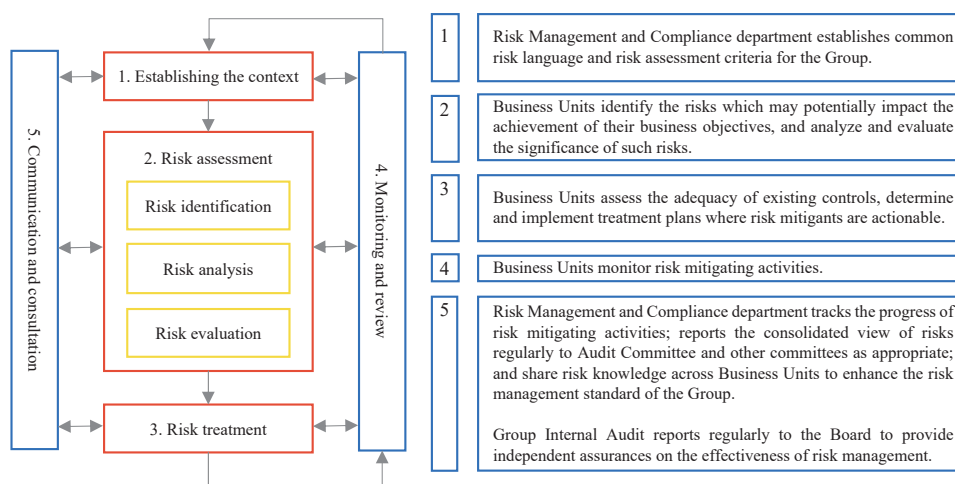 1. Establishing the context
2. Risk assessment
Risk identification
Risk analysis
Risk evaluation
3. Risk treatment
4. Monitoring and review
5. Communication and consultation
1
Risk Management and Compliance department establishes common
risk language and risk assessment criteria for the Group.
2
Business Units identify the risks which may potentially impact the
achievement of their business objectives, and analyze and evaluate
the significance of such risks.
3
Business Units assess the adequacy of existing controls, determine
and implement treatment plans where risk mitigants are actionable.
4
Business Units monitor risk mitigating activities.
5
Risk Management and Compliance department tracks the progress of
risk mitigating activities; reports the consolidated view of risks
regularly to Audit Committee and other committees as appropriate;
and share risk knowledge across Business Units to enhance the risk
management standard of the Group.
Group Internal Audit reports regularly to the Board to provide
independent assurances on the effectiveness of risk management.